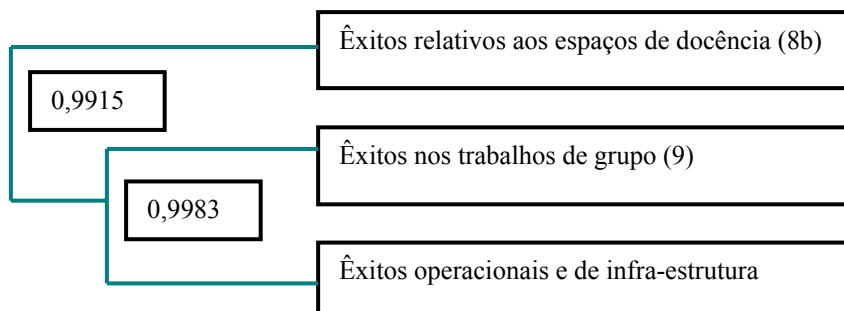 Êxitos relativos aos espaços de docência (8b)
0,9915
Êxitos nos trabalhos de grupo (9)
0,9983
Êxitos operacionais e de infra-estrutura